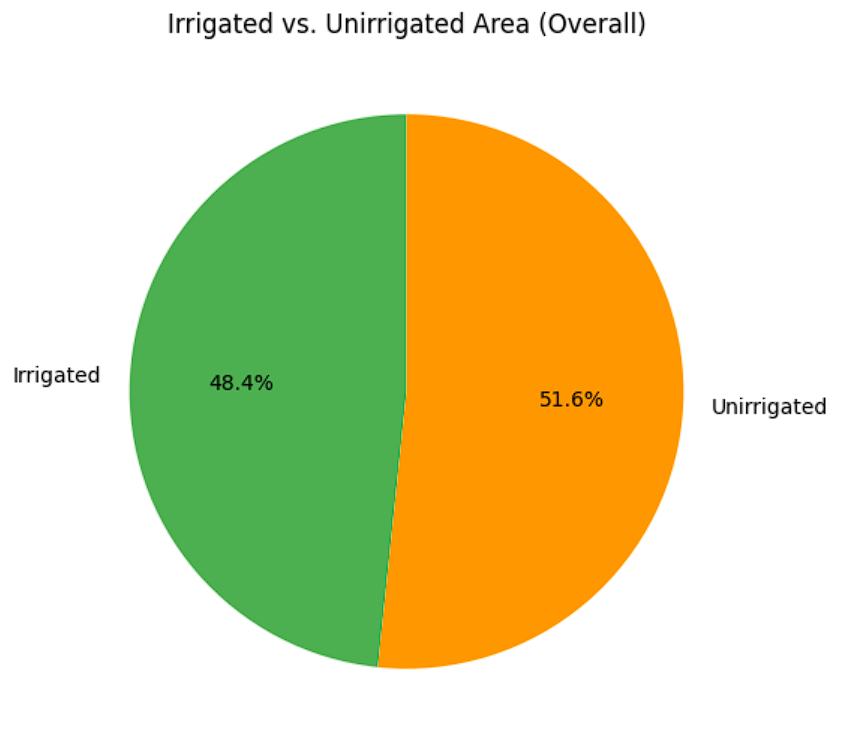 Irrigated vs. Unirrigated Area (Overall)
Irrigated
48.4%
51.6%
Unirrigated